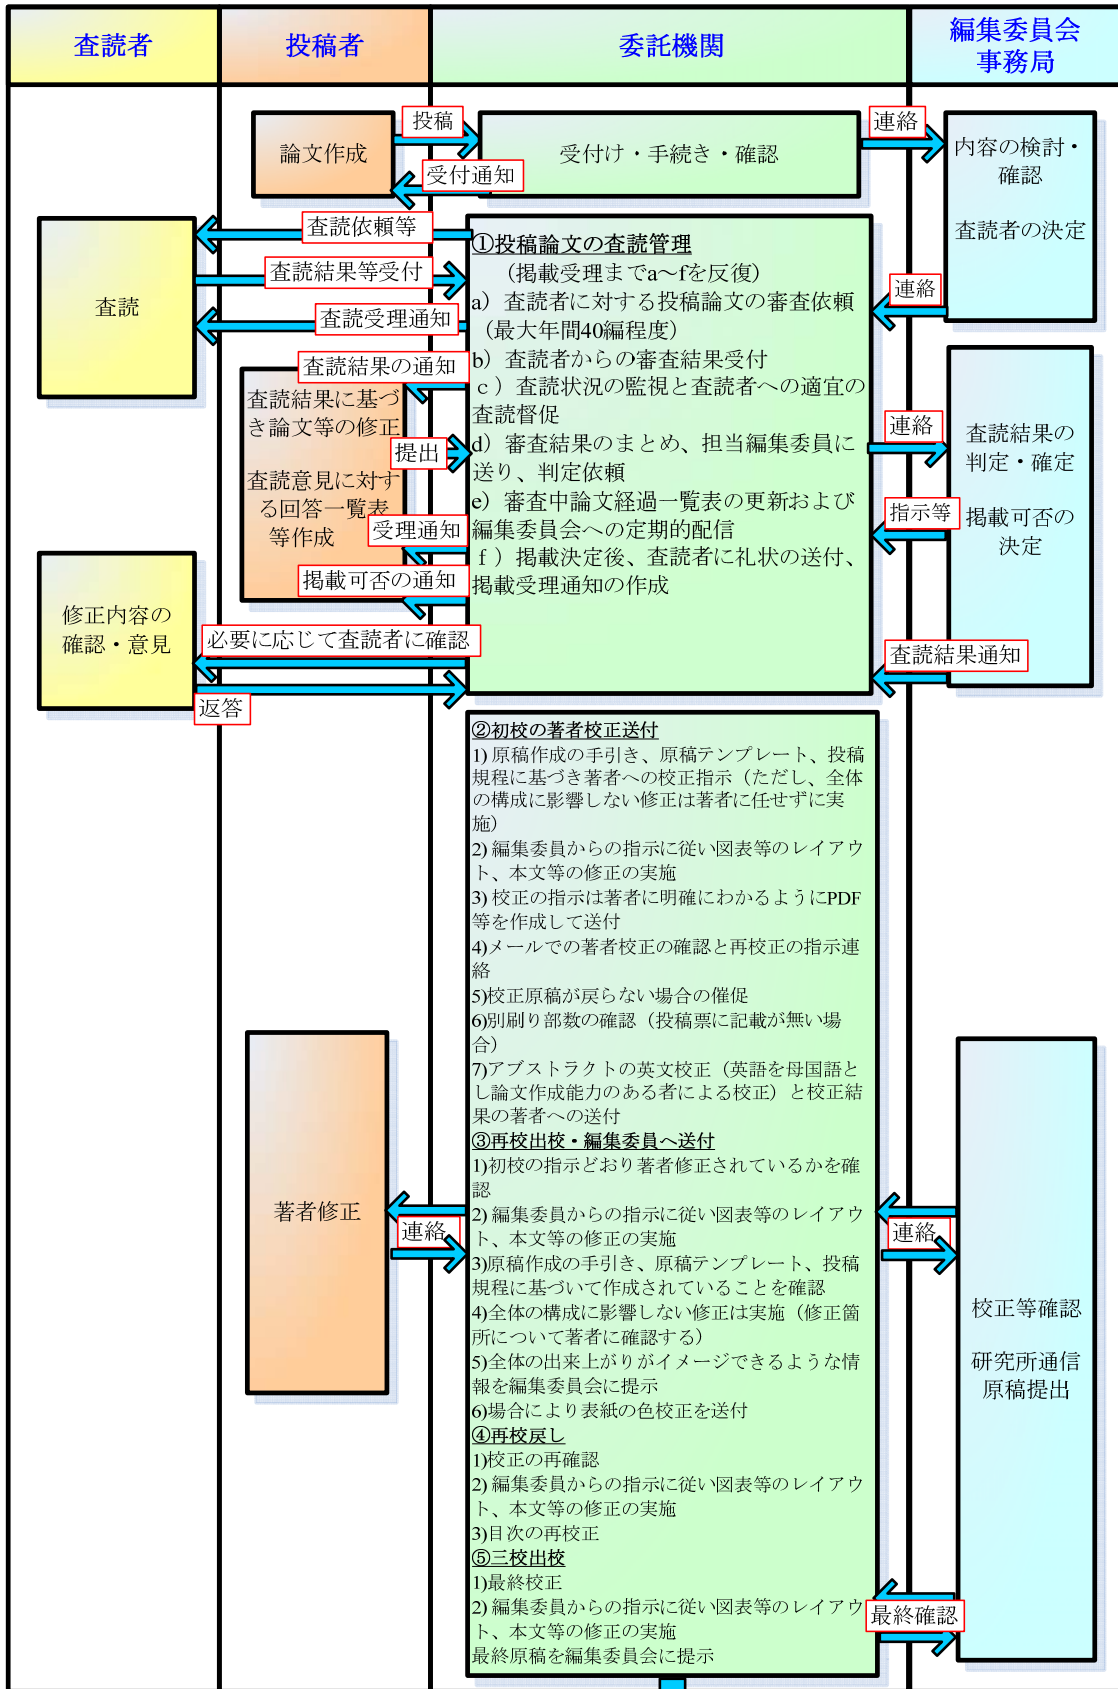 査読者
投稿者
委託機関
編集委員会
事務局
論文作成
投稿
受付通知
受付け・手続き・確認
連絡
内容の検討・
確認
査読者の決定
連絡
査読
査読依頼等
査読結果等受付
査読受理通知
査読結果の通知
査読結果に基づ
き論文等の修正
査読意見に対す
る回答一覧表
等作成
提出
受理通知
掲載可否の通知
①投稿論文の査読管理
（掲載受理までa～fを反復）
a）査読者に対する投稿論文の審査依頼
（最大年間40編程度）
b）査読者からの審査結果受付
ｃ）査読状況の監視と査読者への適宜の
査読督促
d）審査結果のまとめ、担当編集委員に
送り、判定依頼
e）審査中論文経過一覧表の更新および
編集委員会への定期的配信
ｆ）掲載決定後、査読者に礼状の送付、
掲載受理通知の作成
連絡
指示等
査読結果の
判定・確定
掲載可否の
決定
査読結果通知
修正内容の
確認・意見
必要に応じて査読者に確認
返答
②初校の著者校正送付
1) 原稿作成の手引き、原稿テンプレート、投稿
規程に基づき著者への校正指示（ただし、全体
の構成に影響しない修正は著者に任せずに実
施）
2) 編集委員からの指示に従い図表等のレイアウ
ト、本文等の修正の実施
3) 校正の指示は著者に明確にわかるようにPDF
等を作成して送付
4)メールでの著者校正の確認と再校正の指示連
絡
5)校正原稿が戻らない場合の催促
6)別刷り部数の確認（投稿票に記載が無い場
合）
7)アブストラクトの英文校正（英語を母国語と
し論文作成能力のある者による校正）と校正結
果の著者への送付
③再校出校・編集委員へ送付
1)初校の指示どおり著者修正されているかを確
認
2) 編集委員からの指示に従い図表等のレイアウ
ト、本文等の修正の実施
3)原稿作成の手引き、原稿テンプレート、投稿
規程に基づいて作成されていることを確認
4)全体の構成に影響しない修正は実施（修正箇
所について著者に確認する）
5)全体の出来上がりがイメージできるような情
報を編集委員会に提示
6)場合により表紙の色校正を送付
④再校戻し
1)校正の再確認
2) 編集委員からの指示に従い図表等のレイアウ
ト、本文等の修正の実施
3)目次の再校正
⑤三校出校
1)最終校正
2) 編集委員からの指示に従い図表等のレイアウ
ト、本文等の修正の実施
最終原稿を編集委員会に提示
著者修正
連絡
連絡
校正等確認
研究所通信
原稿提出
最終確認